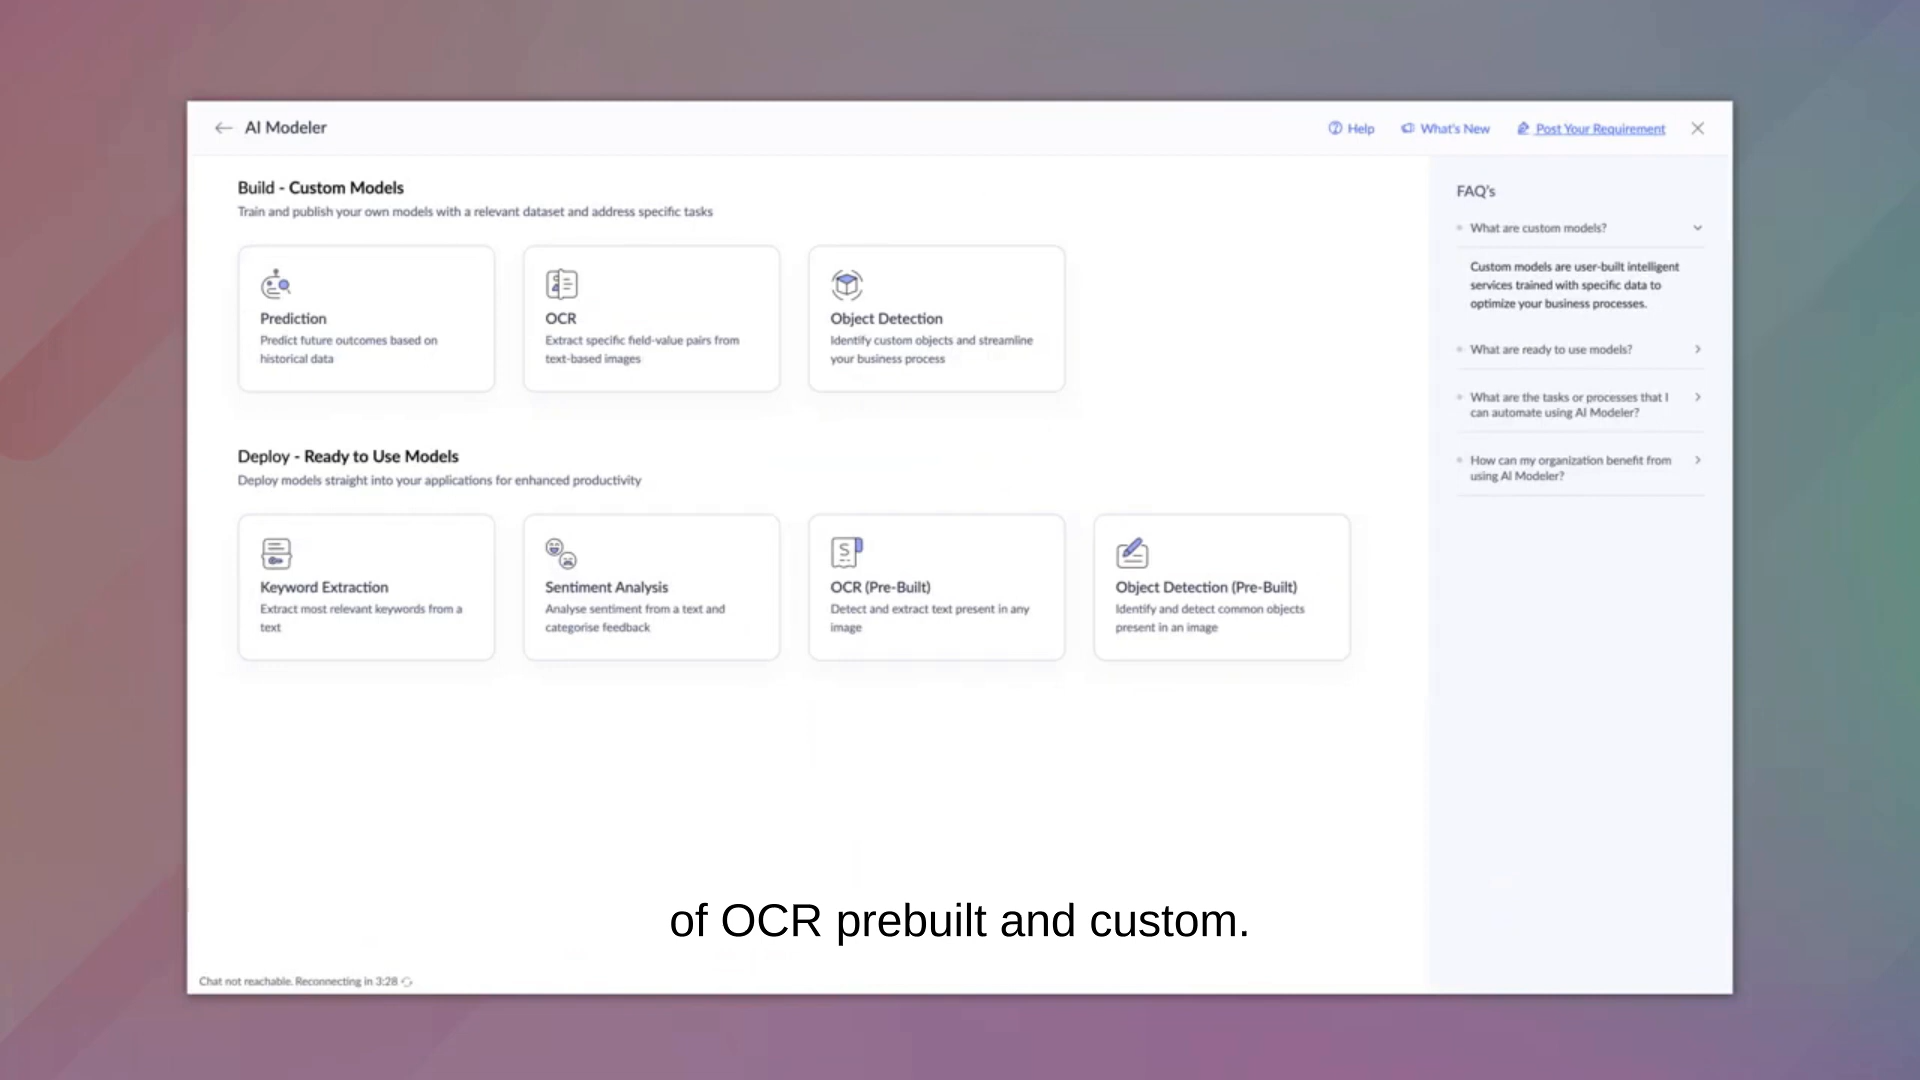 AI Modeler
Help
What's New
Post Your Requirement
Build - Custom Models
Train and publish your own models with a relevant dataset and address specific tasks
Prediction
Predict future outcomes based on
historical data
OCR
Extract specific field-value pairs from
text-based images
Object Detection
Identify custom objects and streamline
your business process
Deploy - Ready to Use Models
Deploy models straight into your applications for enhanced productivity
Keyword Extraction
Extract most relevant keywords from a
text
Sentiment Analysis
Analyse sentiment from a text and
categorise feedback
OCR (Pre-Built)
Detect and extract text present in any
image
Object Detection (Pre-Built)
Identify and detect common objects
present in an image
FAQ's
What are custom models?
Custom models are user-built intelligent
services trained with specific data to
optimize your business processes.
What are ready to use models?
What are the tasks or processes that I
can automate using AI Modeler?
How can my organization benefit from
using AI Modeler?
of OCR prebuilt and custom.
Chat not reachable. Reconnecting in 3:28